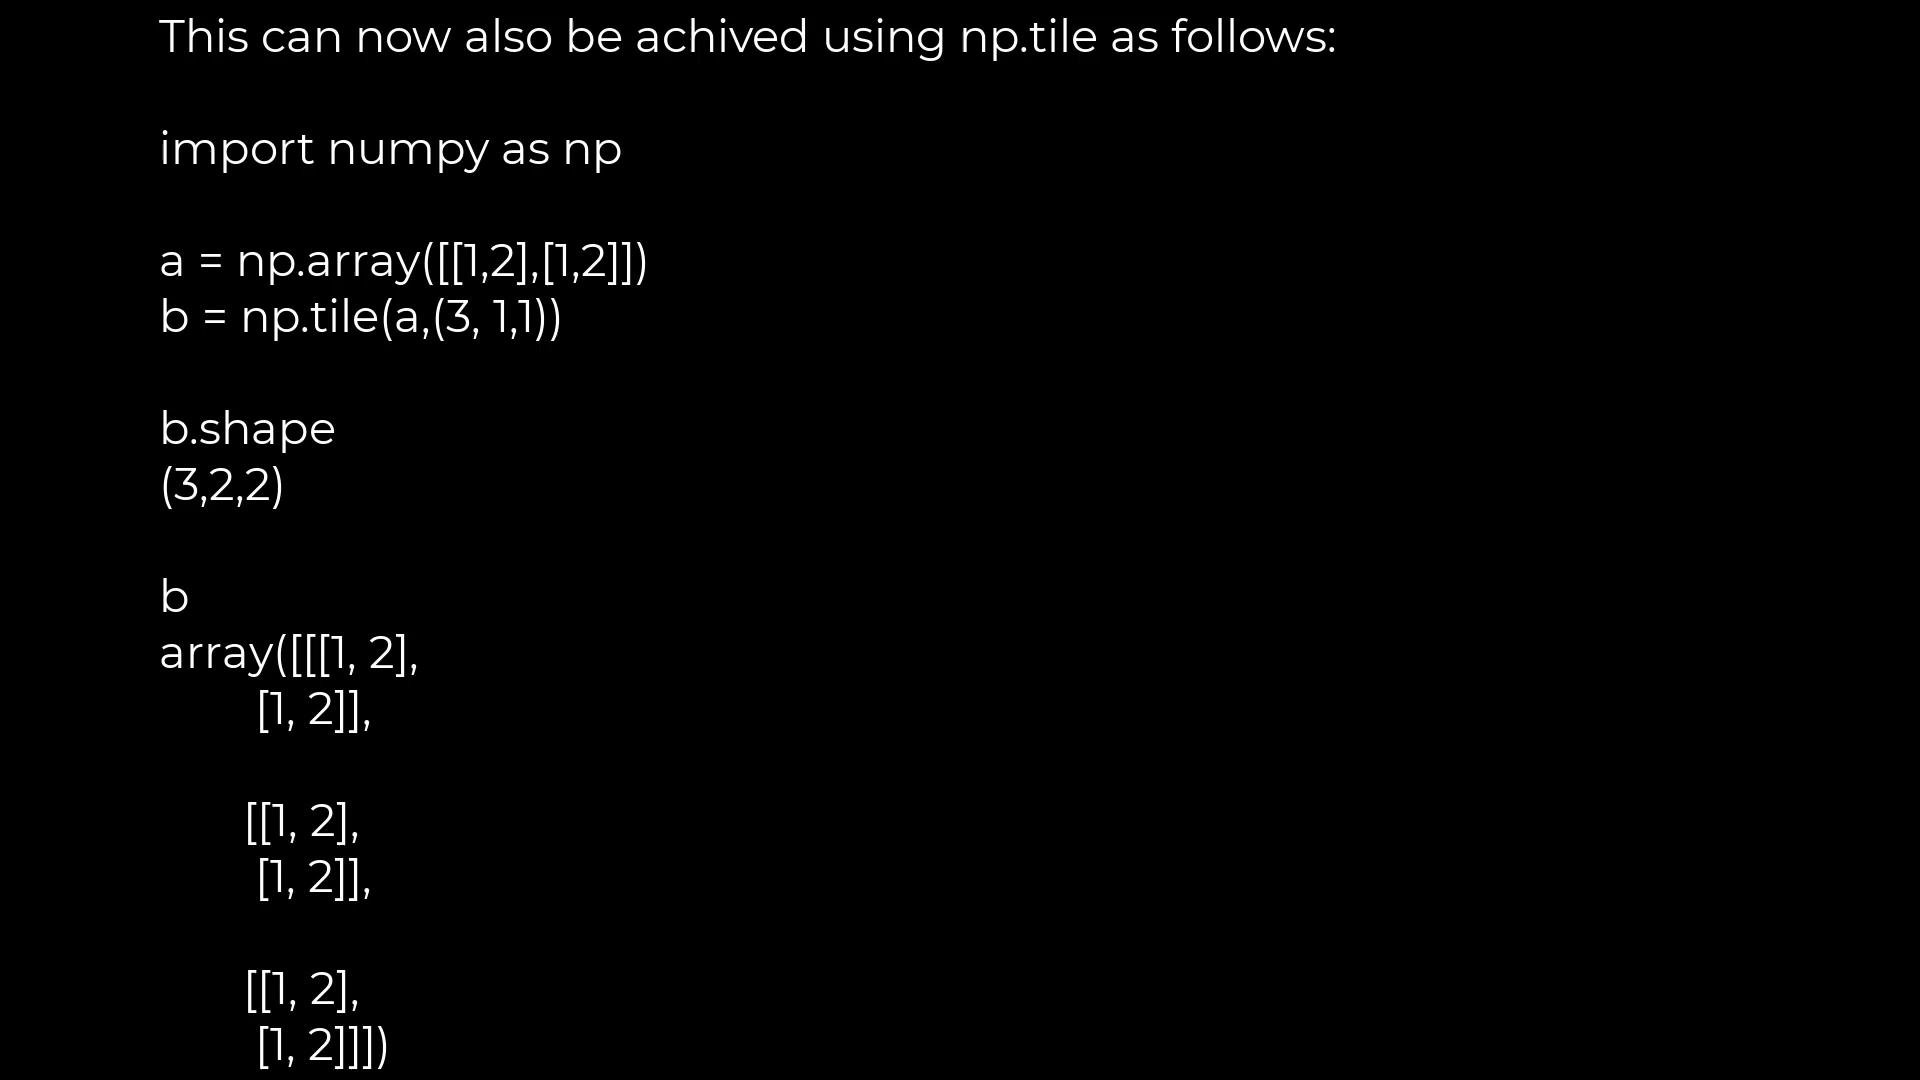 This can now also be achived using np.tile as follows:
import numpy as np
a = np.array([[1,2],[1,2]])
b = np.tile(a,(3, 1,1))
b.shape
(3,2,2)
b
array([[[1, 2],
[1, 2]],
[[1, 2],
[1, 2]],
[[1, 2],
[1, 2]]])